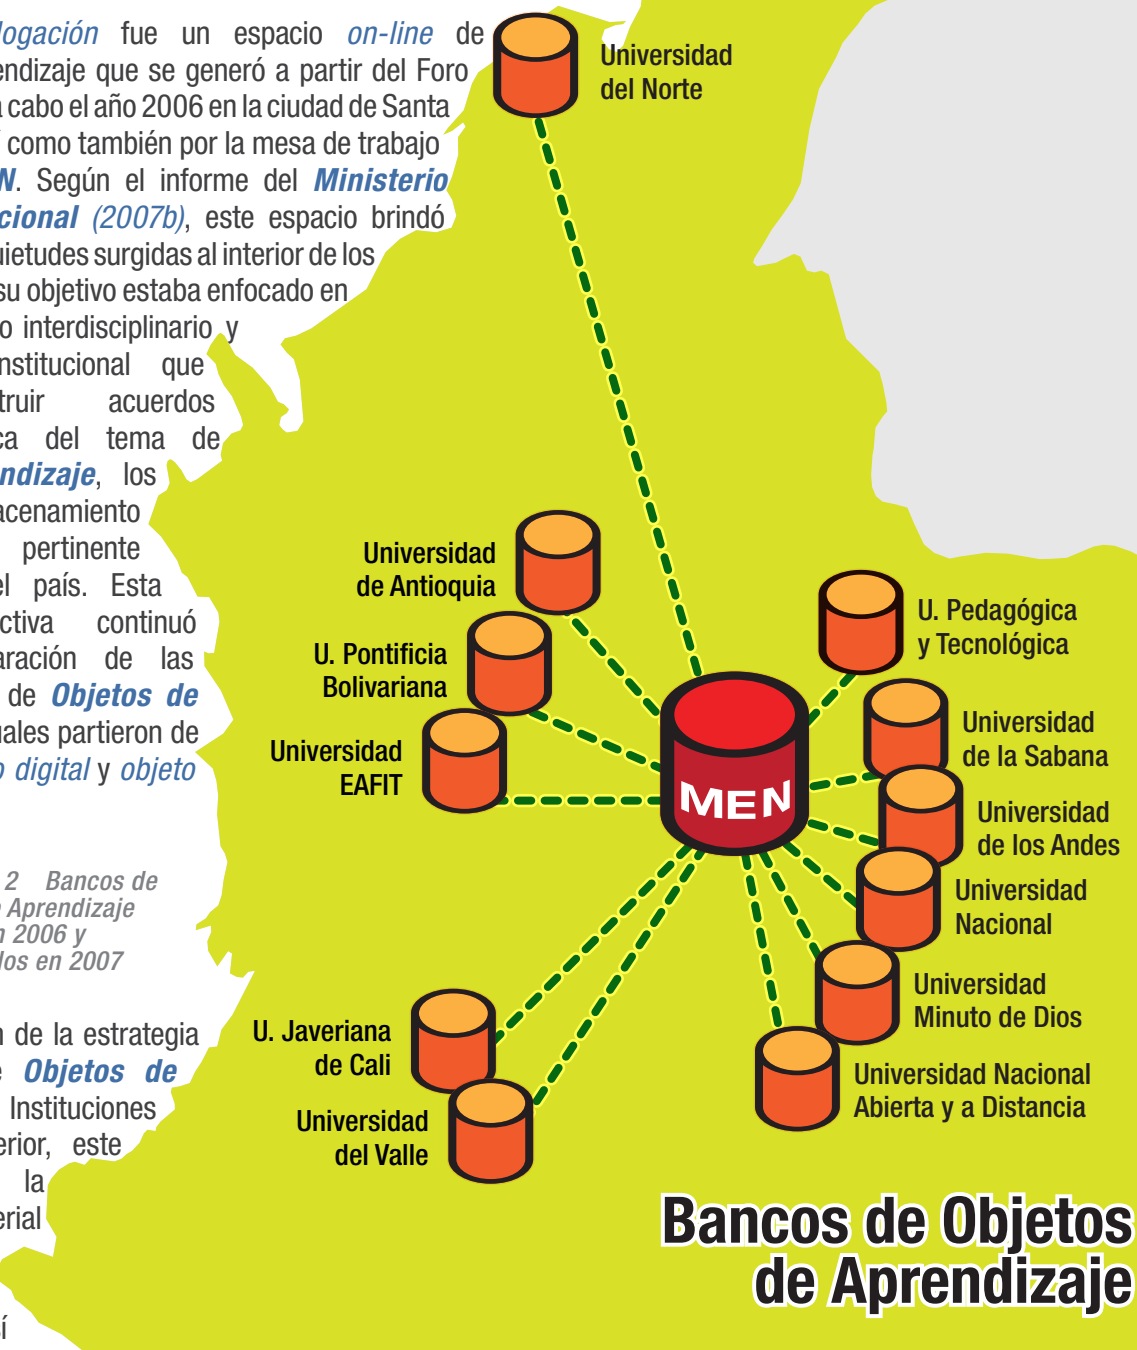 logación fue un espacio on-line de
endizaje que se generó a partir del Foro
a cabo el año 2006 en la ciudad de Santa
como también por la mesa de trabajo
N. Según el informe del Ministerio
cional (2007b), este espacio brindó
uietudes surgidas al interior de los
su objetivo estaba enfocado en
o interdisciplinario y
nstitucional que
truir acuerdos
ca del tema de
ndizaje, los
acenamiento
pertinente
el país. Esta
ctiva continuó
aración de las
de Objetos de
uales partieron de
o digital y objeto
2 Bancos de
Aprendizaje
n 2006 y
dos en 2007
n de la estrategia
e Objetos de
Instituciones
erior, este
la
erial
sí
Universidad
del Norte
Universidad
de Antioquia
U. Pontificia
Bolivariana
Universidad
EAFIT
U. Pedagógica
y Tecnológica
Universidad
de la Sabana
MEN
Universidad
de los Andes
Universidad
Nacional
Universidad
Minuto de Dios
Universidad Nacional
Abierta y a Distancia
U. Javeriana
de Cali
Universidad
del Valle
Bancos de Objetos
de Aprendizaje